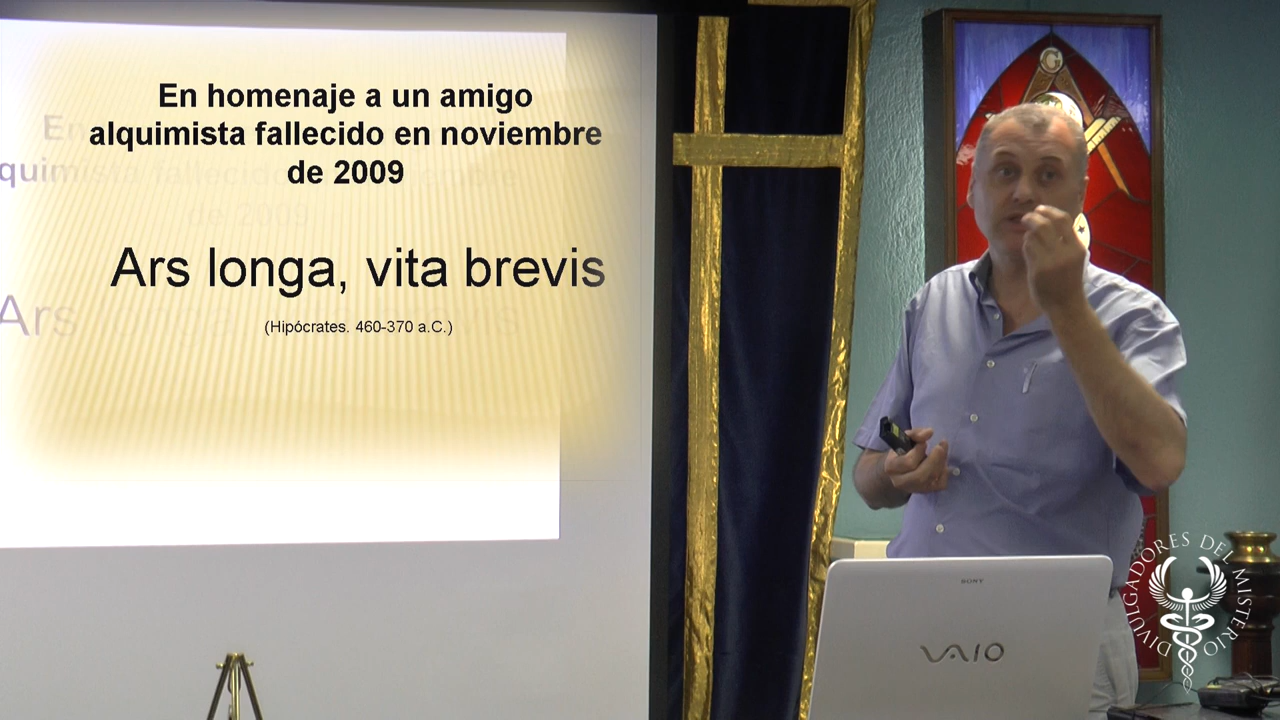 En homenaje a un amigo
alquimista fallecido en noviembre
de 2009
Ars longa, vita brevis
(Hipócrates. 460-370 a.C.)
G
SONY
VAIO
DIVULGADORES DEL MISTERIO